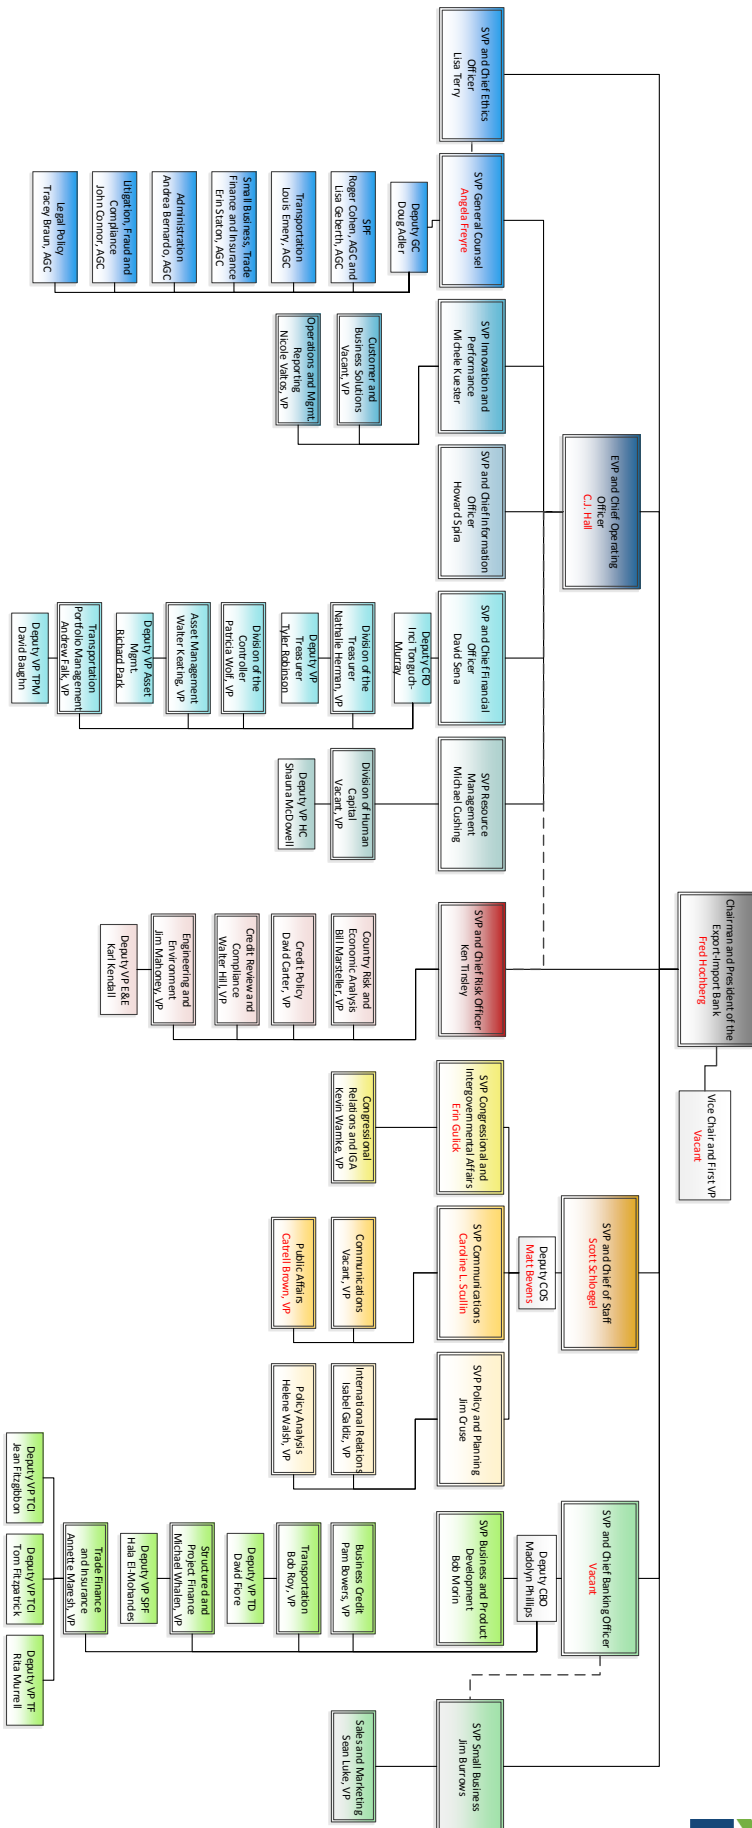 Chairman and President of the
Export-Import Bank
Fred Hochberg
Vice Chair and First VP
Vacant
EVP and Chief Operating
Officer
C.J. Hall
SVP and Chief of Staff
Scott Schloegel
Deputy COS
Matt Bevens
SVP and Chief Banking Officer
Vacant
Deputy CBO
Madolyn Phillips
SVP and Chief Ethics
Officer
Lisa Terry
SVP General Counsel
Angela Freyre
SVP Innovation and
Performance
Michele Kuester
SVP and Chief Information
Officer
Howard Spira
SVP and Chief Financial
Officer
David Sena
SVP Resource
Management
Michael Cushing
SVP and Chief Risk Officer
Ken Tinsley
SVP Congressional and
Intergovernmental Affairs
Erin Gulick
SVP Communications
Caroline L. Scullin
SVP Policy and Planning
Jim Cruse
SVP Business and Product
Development
Bob Morin
SVP Small Business
Jim Burrows
Deputy GC
Doug Adler
SPF
Roger Cohen, AGC and
Lisa Geberth, AGC
Transportation
Louis Emery, AGC
Small Business, Trade
Finance and Insurance
Erin Staton, AGC
Administration
Andrea Bernardo, AGC
Litigation, Fraud and
Compliance
John Connor, AGC
Legal Policy
Tracey Braun, AGC
Customer and
Business Solutions
Vacant, VP
Operations and Mgmt.
Reporting
Nicole Valtos, VP
Deputy CFO
Inci Tonguch-
Murray
Division of the
Treasurer
Nathalie Herman, VP
Deputy VP
Treasurer
Tyler Robinson
Division of the
Controller
Patricia Wolf, VP
Asset Management
Walter Keating, VP
Deputy VP Asset
Mgmt.
Richard Park
Transportation
Portfolio Management
Andrew Falk, VP
Deputy VP TPM
David Baughn
Division of Human
Capital
Vacant, VP
Deputy VP HC
Shauna McDowell
Country Risk and
Economic Analysis
Bill Marsteller, VP
Credit Policy
David Carter, VP
Credit Review and
Compliance
Walter Hill, VP
Engineering and
Environment
Jim Mahoney, VP
Deputy VP E&E
Karl Kendall
Congressional
Relations and IGA
Kevin Warnke, VP
Communications
Vacant, VP
Public Affairs
Catrell Brown, VP
International Relations
Isabel Galdiz, VP
Policy Analysis
Helene Walsh, VP
Business Credit
Pam Bowers, VP
Transportation
Bob Roy, VP
Deputy VP TD
David Fiore
Structured and
Project Finance
Michael Whalen, VP
Deputy VP SPF
Hala El-Mohandes
Trade Finance
and Insurance
Annette Maresh, VP
Deputy VP TCI
Jean Fitzgibbon
Deputy VP TCI
Tom Fitzpatrick
Deputy VP TF
Rita Murrell
Sales and Marketing
Sean Luke, VP